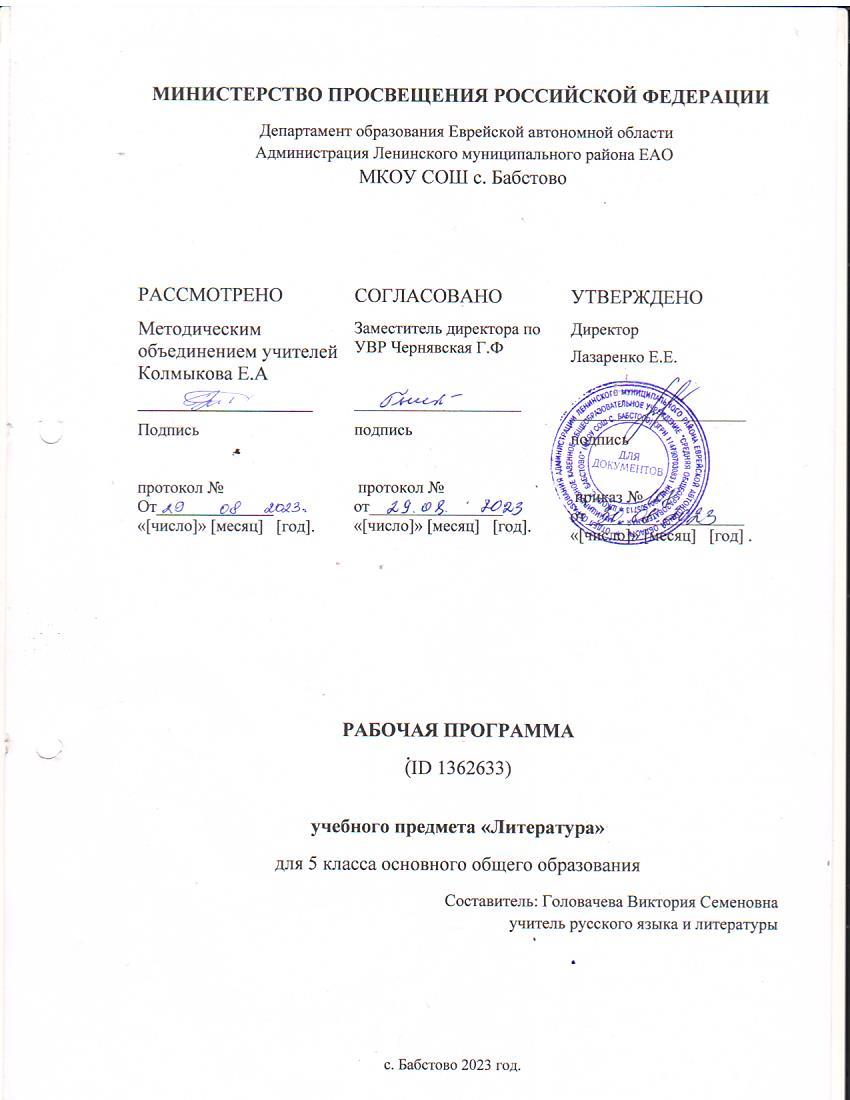 МИНИСТЕРСТВО ПРОСВЕЩЕНИЯ РОССИЙСКОЙ ФЕДЕРАЦИИ
Департамент образования Еврейской автономной области
Администрация Ленинского муниципального района ЕАО
МКОУ СОШ с. Бабстово
РАССМОТРЕНО
Методическим
объединением учителей
Колмыкова Е.А
Подпись
протокол №
От 29 08 2023г.
«[число]» [месяц] [год].
СОГЛАСОВАНО
Заместитель директора по
УВР Чернявская Г.Ф
подпись
протокол №
от 29.08. 2023
«[число]» [месяц] [год].
УТВЕРЖДЕНО
Директор
Лазаренко Е.Е.
подпись
приказ №
от
«[число]» [месяц] [год] .
ДЛЯ
ДОКУМЕНТОВ
РАБОЧАЯ ПРОГРАММА
(ID 1362633)
учебного предмета «Литература»
для 5 класса основного общего образования
Составитель: Головачева Виктория Семеновна
учитель русского языка и литературы
с. Бабстово 2023 год.